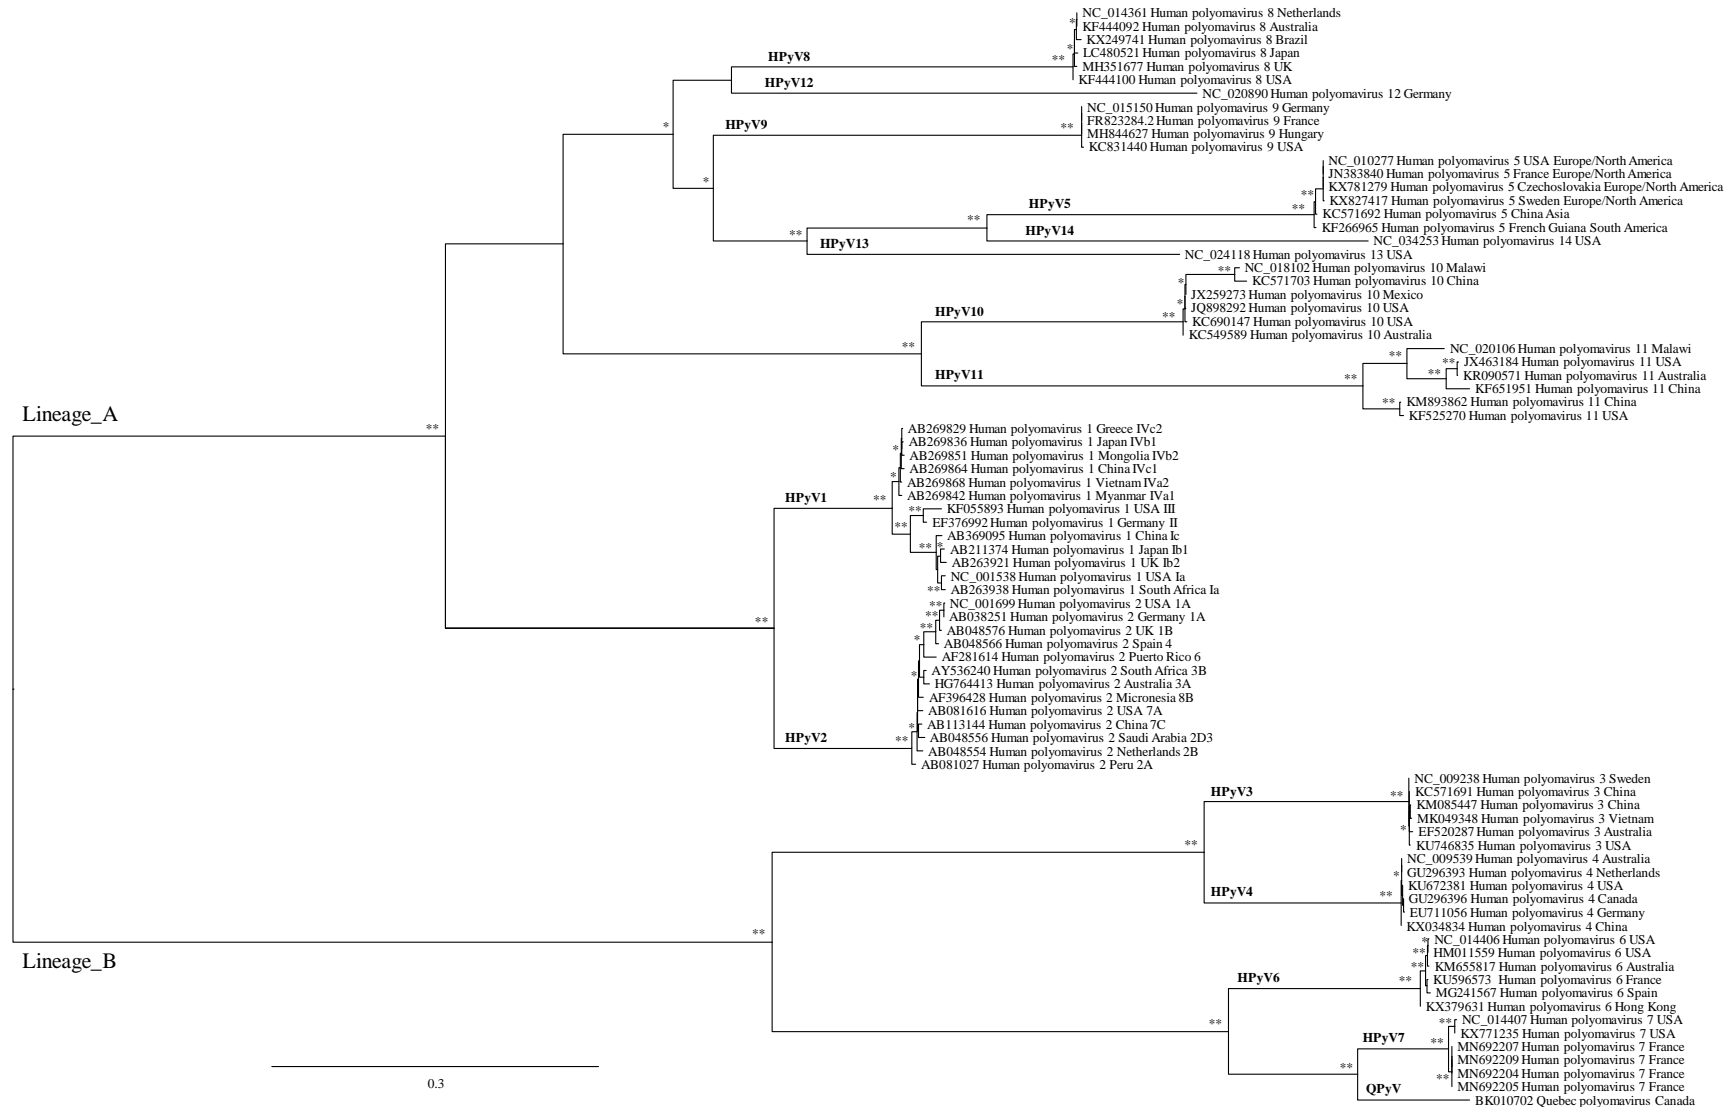 NC_014361 Human polyomavirus 8 Netherlands
KF444092 Human polyomavirus 8 Australia
KX249741 Human polyomavirus 8 Brazil
LC480521 Human polyomavirus 8 Japan
HPyV8
MH351677 Human polyomavirus 8 UK
KF444100 Human polyomavirus 8 USA
HPyV12
NC_020890 Human polyomavirus 12 Germany
NC_015150 Human polyomavirus 9 Germany
FR823284.2 Human polyomavirus 9 France
HPyV9
MH844627 Human polyomavirus 9 Hungary
KC831440 Human polyomavirus 9 USA
NC_010277 Human polyomavirus 5 USA Europe/North America
JN383840 Human polyomavirus 5 France Europe/North America
KX781279 Human polyomavirus 5 Czechoslovakia Europe/North America
KX827417 Human polyomavirus 5 Sweden Europe/North America
HPyV5
KC571692 Human polyomavirus 5 China Asia
KF266965 Human polyomavirus 5 French Guiana South America
HPyV14
NC_034253 Human polyomavirus 14 USA
HPyV13
NC_024118 Human polyomavirus 13 USA
NC_018102 Human polyomavirus 10 Malawi
KC571703 Human polyomavirus 10 China
JX259273 Human polyomavirus 10 Mexico
JQ898292 Human polyomavirus 10 USA
HPyV10
KC690147 Human polyomavirus 10 USA
KC549589 Human polyomavirus 10 Australia
NC_020106 Human polyomavirus 11 Malawi
JX463184 Human polyomavirus 11 USA
HPyV11
KR090571 Human polyomavirus 11 Australia
KF651951 Human polyomavirus 11 China
KM893862 Human polyomavirus 11 China
KF525270 Human polyomavirus 11 USA
Lineage_A
AB269829 Human polyomavirus 1 Greece IVc2
AB269836 Human polyomavirus 1 Japan IVb1
AB269851 Human polyomavirus 1 Mongolia IVb2
AB269864 Human polyomavirus 1 China IVc1
AB269868 Human polyomavirus 1 Vietnam IVa2
HPyV1
AB269842 Human polyomavirus 1 Myanmar IVa1
KF055893 Human polyomavirus 1 USA III
EF376992 Human polyomavirus 1 Germany II
AB369095 Human polyomavirus 1 China Ic
AB211374 Human polyomavirus 1 Japan Ib1
AB263921 Human polyomavirus 1 UK Ib2
NC_001538 Human polyomavirus 1 USA Ia
AB263938 Human polyomavirus 1 South Africa Ia
NC_001699 Human polyomavirus 2 USA 1A
AB038251 Human polyomavirus 2 Germany 1A
AB048576 Human polyomavirus 2 UK 1B
AB048566 Human polyomavirus 2 Spain 4
AF281614 Human polyomavirus 2 Puerto Rico 6
AY536240 Human polyomavirus 2 South Africa 3B
HG764413 Human polyomavirus 2 Australia 3A
AF396428 Human polyomavirus 2 Micronesia 8B
AB081616 Human polyomavirus 2 USA 7A
AB113144 Human polyomavirus 2 China 7C
HPyV2
AB048556 Human polyomavirus 2 Saudi Arabia 2D3
AB048554 Human polyomavirus 2 Netherlands 2B
AB081027 Human polyomavirus 2 Peru 2A
NC_009238 Human polyomavirus 3 Sweden
HPyV3
KC571691 Human polyomavirus 3 China
KM085447 Human polyomavirus 3 China
MK049348 Human polyomavirus 3 Vietnam
EF520287 Human polyomavirus 3 Australia
KU746835 Human polyomavirus 3 USA
NC_009539 Human polyomavirus 4 Australia
GU296393 Human polyomavirus 4 Netherlands
HPyV4
KU672381 Human polyomavirus 4 USA
GU296396 Human polyomavirus 4 Canada
EU711056 Human polyomavirus 4 Germany
KX034834 Human polyomavirus 4 China
Lineage_B
NC_014406 Human polyomavirus 6 USA
HM011559 Human polyomavirus 6 USA
KM655817 Human polyomavirus 6 Australia
HPyV6
KU596573 Human polyomavirus 6 France
MG241567 Human polyomavirus 6 Spain
KX379631 Human polyomavirus 6 Hong Kong
NC_014407 Human polyomavirus 7 USA
HPyV7
KX771235 Human polyomavirus 7 USA
MN692207 Human polyomavirus 7 France
MN692209 Human polyomavirus 7 France
MN692204 Human polyomavirus 7 France
QPyV
MN692205 Human polyomavirus 7 France
BK010702 Quebec polyomavirus Canada
0.3